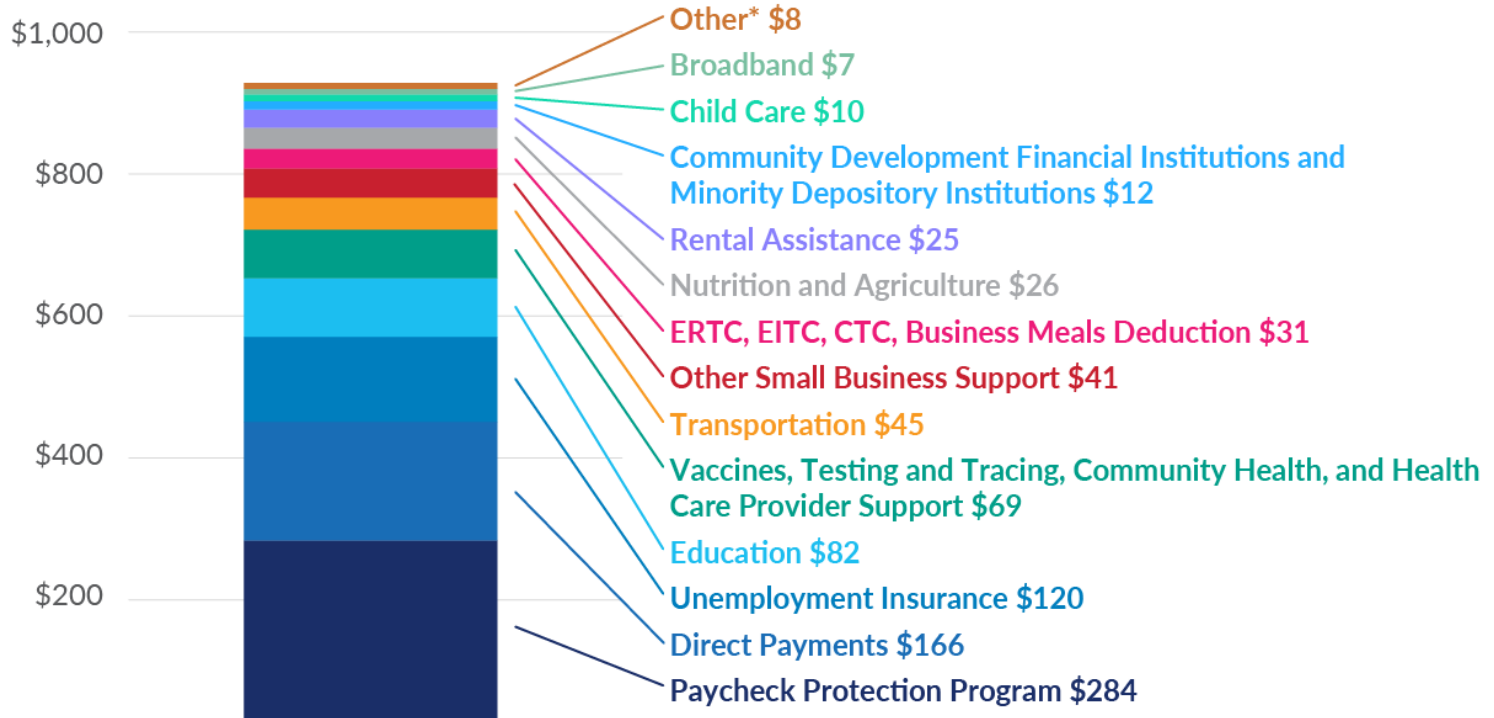 $1,000
$800
$600
$400
$200
Other* $8
Broadband $7
Child Care $10
Community Development Financial Institutions and
Minority Depository Institutions $12
Rental Assistance $25
Nutrition and Agriculture $26
ERTC, EITC, CTC, Business Meals Deduction $31
Other Small Business Support $41
Transportation $45
Vaccines, Testing and Tracing, Community Health, and Health
Care Provider Support $69
Education $82
Unemployment Insurance $120
Direct Payments $166
Paycheck Protection Program $284